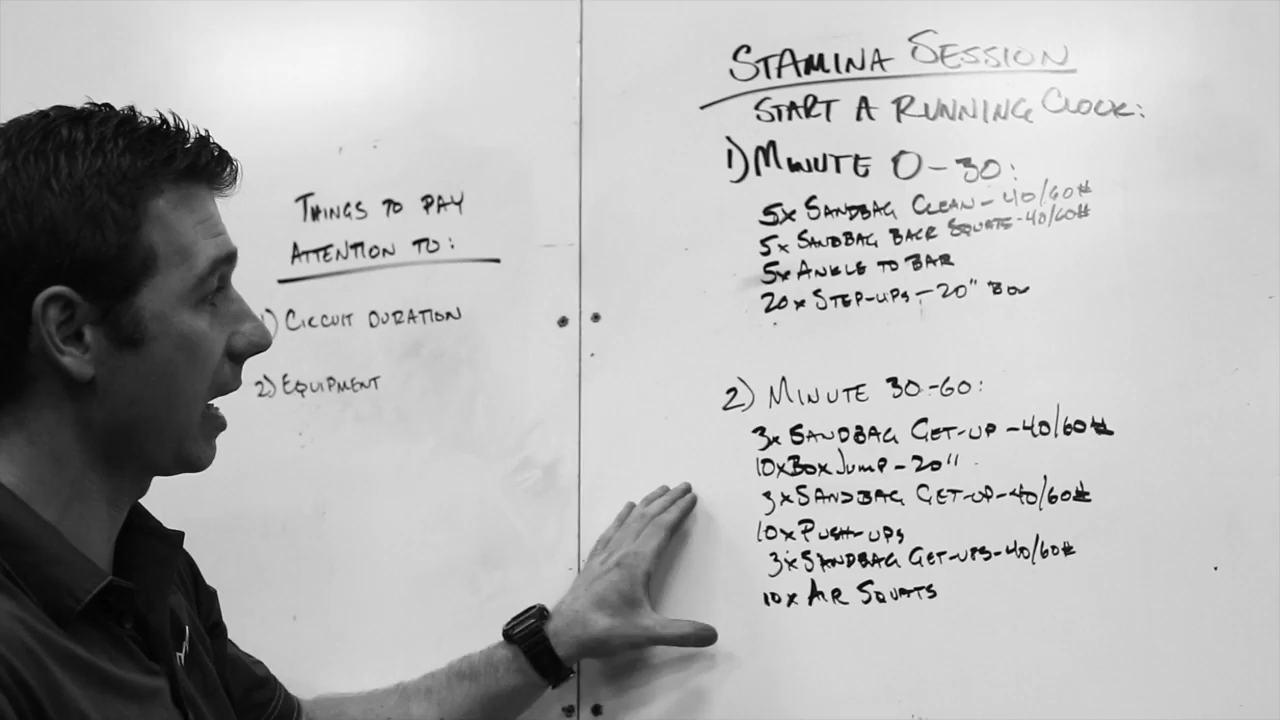 THINGS TO PAY
ATTENTION TO:
1) CIRCUIT DURATION
2) EQUIPMENT
STAMINA SESSION
START A RUNNING CLOCK:
1) MINUTE 0-30:
5x SANDBAG CLEAN - 40/60#
5x SANDBAG BACK SQUATS - 40/60#
5x ANKLE TO BAR
20x STEP-UPS - 20" BOX
2) MINUTE 30-60:
3x SANDBAG GET-UP - 40/60#
10x BOX JUMP - 20"
3x SANDBAG GET-UP - 40/60#
10x PUSH-UPS
3x SANDBAG GET-UPS - 40/60#
10x AIR SQUATS